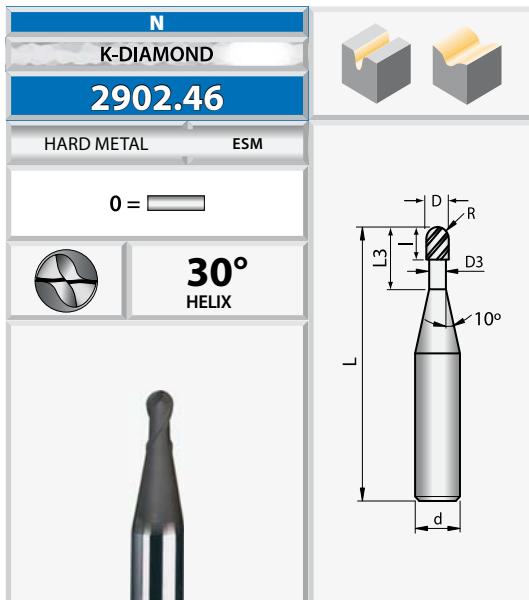 N
K-DIAMOND
2902.46
HARD METAL ESM
0 =
30°
HELIX
D
R
l
L3
D3
10º
L
d